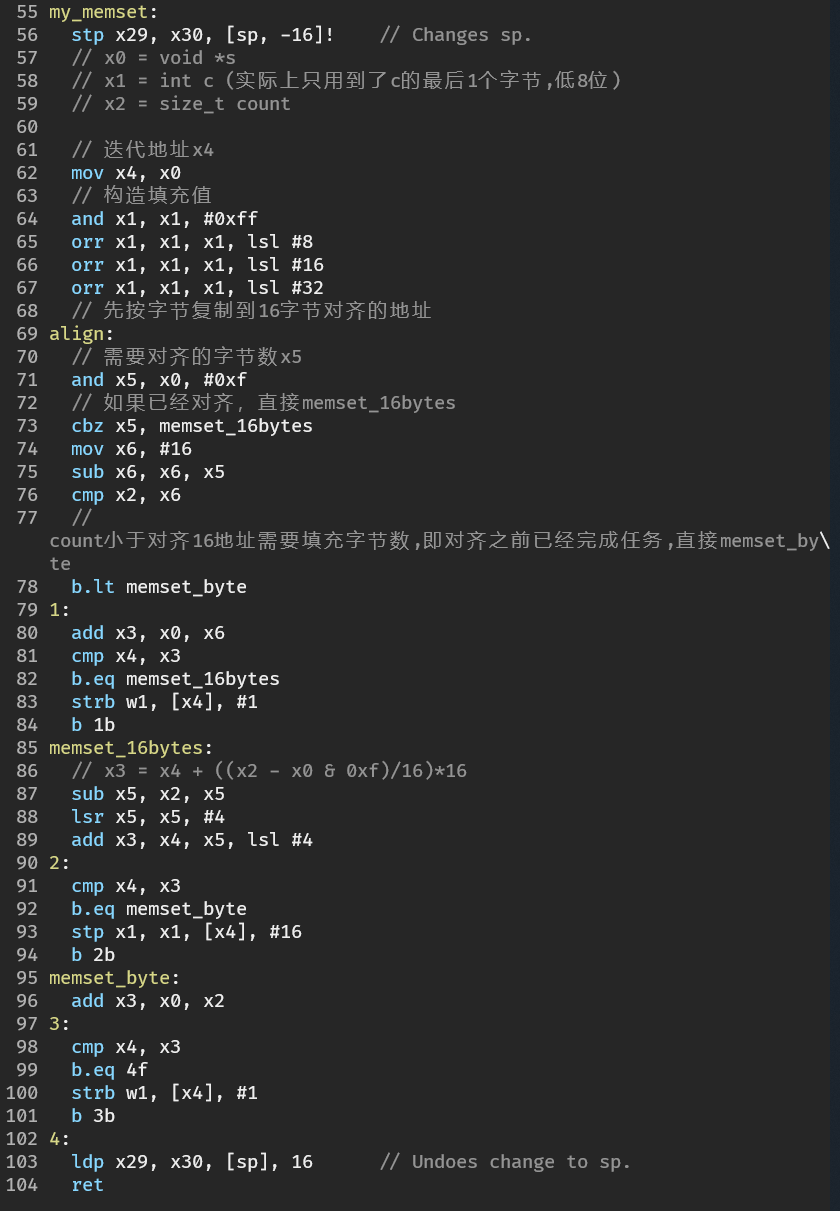 55 my_memset:
56   stp x29, x30, [sp, -16]!    // Changes sp.
57   // x0 = void *s
58   // x1 = int c (实际上只用到了c的最后1个字节,低8位)
59   // x2 = size_t count
60
61   // 迭代地址x4
62   mov x4, x0
63   // 构造填充值
64   and x1, x1, #0xff
65   orr x1, x1, x1, lsl #8
66   orr x1, x1, x1, lsl #16
67   orr x1, x1, x1, lsl #32
68   // 先按字节复制到16字节对齐的地址
69 align:
70   // 需要对齐的字节数x5
71   and x5, x0, #0xf
72   // 如果已经对齐, 直接memset_16bytes
73   cbz x5, memset_16bytes
74   mov x6, #16
75   sub x6, x6, x5
76   cmp x2, x6
77   //
count小于对齐16地址需要填充字节数,即对齐之前已经完成任务,直接memset_by\
te
78   b.lt memset_byte
79 1:
80   add x3, x0, x6
81   cmp x4, x3
82   b.eq memset_16bytes
83   strb w1, [x4], #1
84   b 1b
85 memset_16bytes:
86   // x3 = x4 + ((x2 - x0 & 0xf)/16)*16
87   sub x5, x2, x5
88   lsr x5, x5, #4
89   add x3, x4, x5, lsl #4
90 2:
91   cmp x4, x3
92   b.eq memset_byte
93   stp x1, x1, [x4], #16
94   b 2b
95 memset_byte:
96   add x3, x0, x2
97 3:
98   cmp x4, x3
99   b.eq 4f
100   strb w1, [x4], #1
101   b 3b
102 4:
103   ldp x29, x30, [sp], 16      // Undoes change to sp.
104   ret